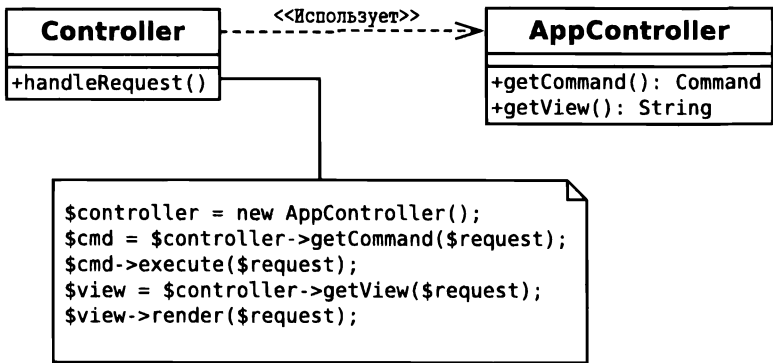 <<Использует>>
Controller
AppController
+handleRequest()
+getCommand(): Command
+getView(): String
$controller = new AppController();
$cmd = $controller->getCommand($request);
$cmd->execute($request);
$view = $controller->getView($request);
$view->render($request);